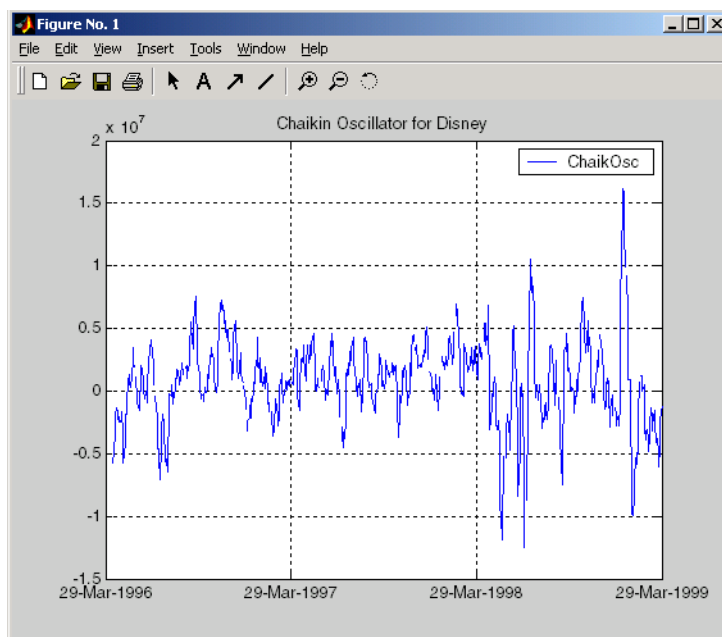 Figure No. 1
File Edit View Insert Tools Window Help
A
x 10^7
Chaikin Oscillator for Disney
2
ChaikOsc
1.5
1
0.5
0
-0.5
-1
-1.5
29-Mar-1996 29-Mar-1997 29-Mar-1998 29-Mar-1999